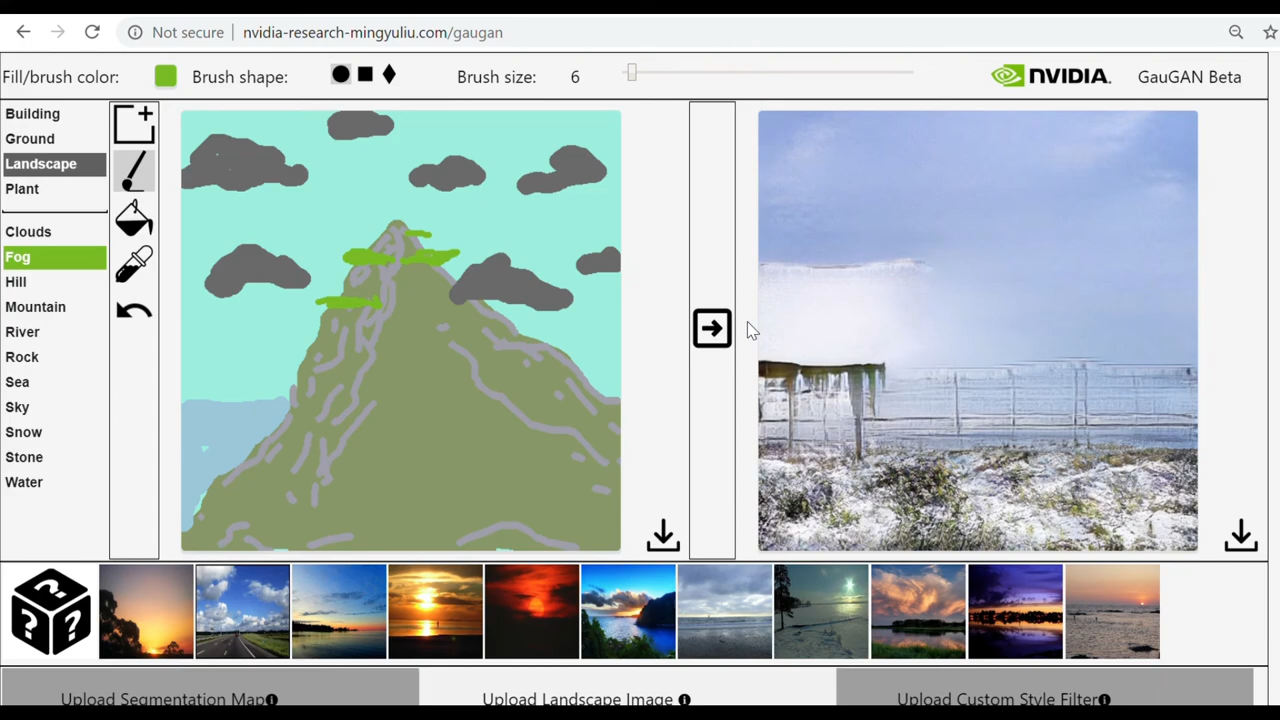 Not secure nvidia-research-mingyuliu.com/gaugan
Fill/brush color: Brush shape: Brush size: 6 NVIDIA. GauGAN Beta
Building
Ground
Landscape
Plant
Clouds
Fog
Hill
Mountain
River
Rock
Sea
Sky
Snow
Stone
Water
? ? ?
Upload Segmentation Map Upload Landscape Image Upload Custom Style Filter